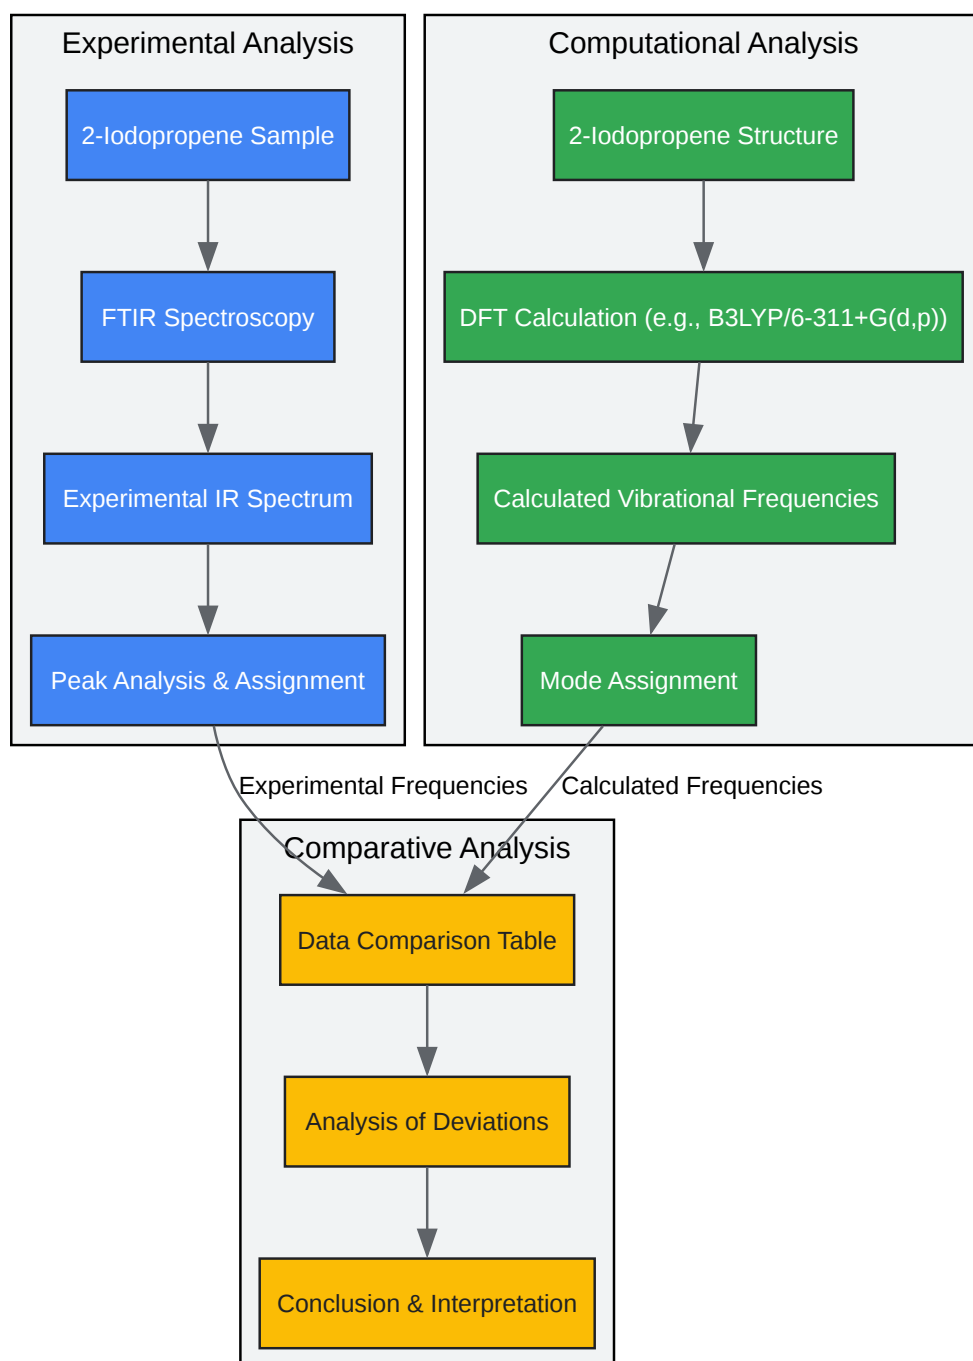 Experimental Analysis
2-Iodopropene Sample
FTIR Spectroscopy
Experimental IR Spectrum
Peak Analysis & Assignment
Computational Analysis
2-Iodopropene Structure
DFT Calculation (e.g., B3LYP/6-311+G(d,p))
Calculated Vibrational Frequencies
Mode Assignment
Experimental Frequencies
Calculated Frequencies
Comparative Analysis
Data Comparison Table
Analysis of Deviations
Conclusion & Interpretation